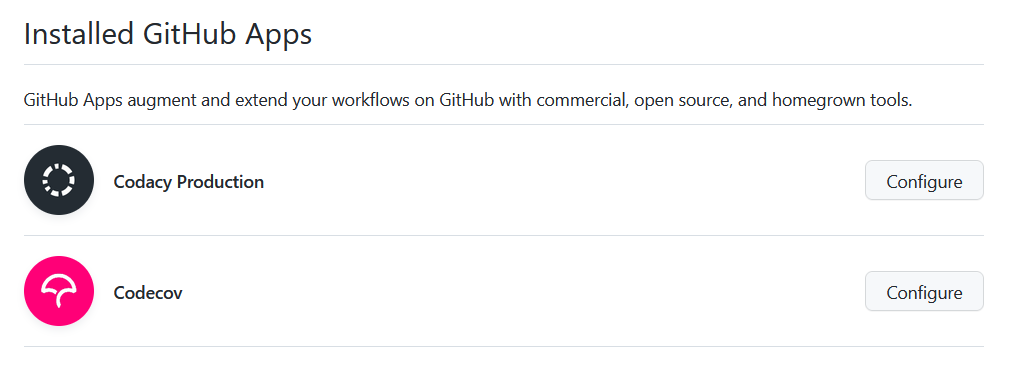 Installed GitHub Apps
GitHub Apps augment and extend your workflows on GitHub with commercial, open source, and homegrown tools.
Codacy Production
Configure
Codecov
Configure